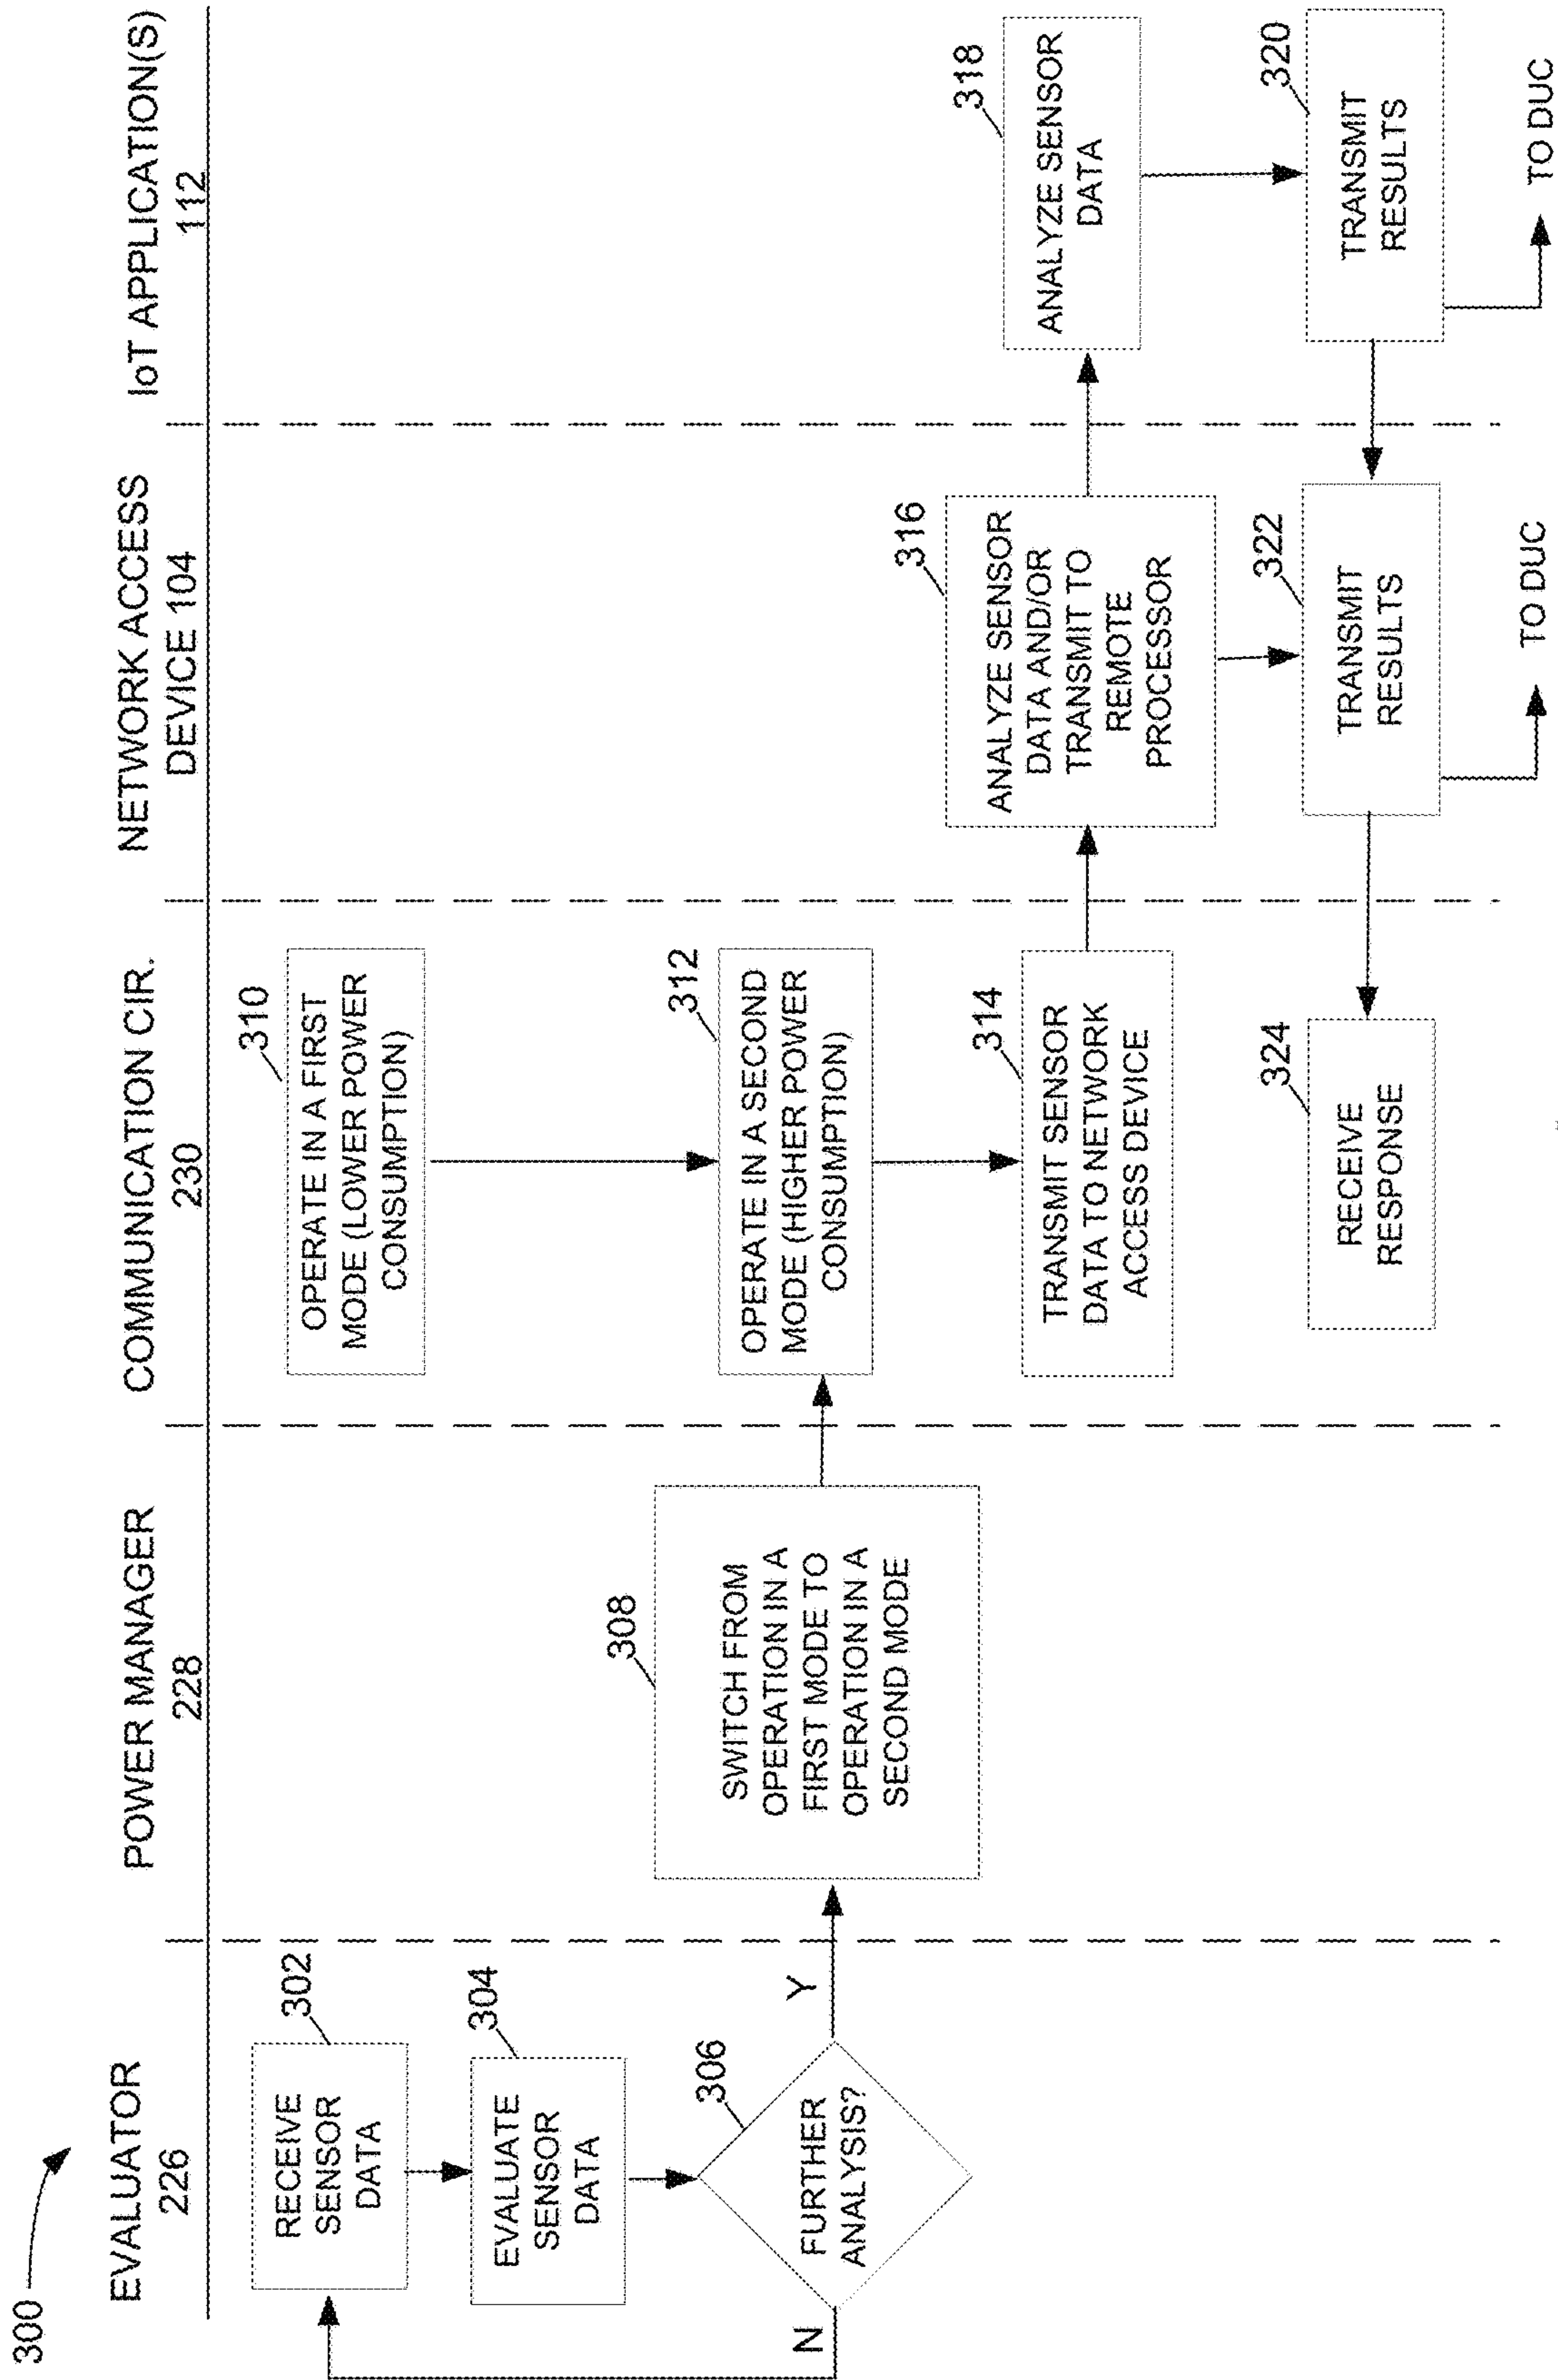 300
EVALUATOR
226
POWER MANAGER
228
COMMUNICATION CIR.
230
NETWORK ACCESS
DEVICE 104
IoT APPLICATION(S)
112
302
RECEIVE
SENSOR
DATA
304
EVALUATE
SENSOR
DATA
306
FURTHER
ANALYSIS?
N
Y
308
SWITCH FROM
OPERATION IN A
FIRST MODE TO
OPERATION IN A
SECOND MODE
310
OPERATE IN A FIRST
MODE (LOWER POWER
CONSUMPTION)
312
OPERATE IN A SECOND
MODE (HIGHER POWER
CONSUMPTION)
314
TRANSMIT SENSOR
DATA TO NETWORK
ACCESS DEVICE
316
ANALYZE SENSOR
DATA AND/OR
TRANSMIT TO
REMOTE
PROCESSOR
318
ANALYZE SENSOR
DATA
320
TRANSMIT
RESULTS
TO DUC
322
TRANSMIT
RESULTS
TO DUC
324
RECEIVE
RESPONSE